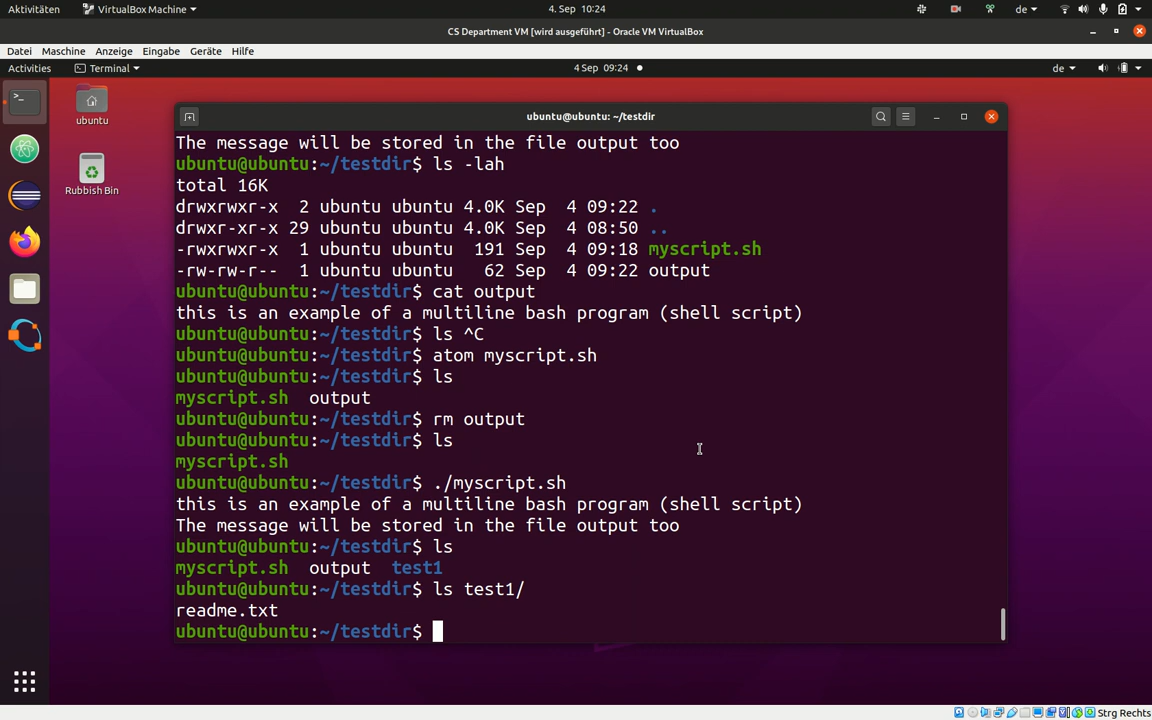 Aktivitäten VirtualBox Machine 4. Sep 10:24 de
CS Department VM [wird ausgeführt] - Oracle VM VirtualBox
Datei Maschine Anzeige Eingabe Geräte Hilfe
Activities Terminal 4 Sep 09:24 de
ubuntu
Rubbish Bin
ubuntu@ubuntu: ~/testdir
The message will be stored in the file output too
ubuntu@ubuntu:~/testdir$ ls -lah
total 16K
drwxrwxr-x 2 ubuntu ubuntu 4.0K Sep 4 09:22 .
drwxr-xr-x 29 ubuntu ubuntu 4.0K Sep 4 08:50 ..
-rwxrwxr-x 1 ubuntu ubuntu 191 Sep 4 09:18 myscript.sh
-rw-rw-r-- 1 ubuntu ubuntu 62 Sep 4 09:22 output
ubuntu@ubuntu:~/testdir$ cat output
this is an example of a multiline bash program (shell script)
ubuntu@ubuntu:~/testdir$ ls ^C
ubuntu@ubuntu:~/testdir$ atom myscript.sh
ubuntu@ubuntu:~/testdir$ ls
myscript.sh output
ubuntu@ubuntu:~/testdir$ rm output
ubuntu@ubuntu:~/testdir$ ls
myscript.sh
ubuntu@ubuntu:~/testdir$ ./myscript.sh
this is an example of a multiline bash program (shell script)
The message will be stored in the file output too
ubuntu@ubuntu:~/testdir$ ls
myscript.sh output test1
ubuntu@ubuntu:~/testdir$ ls test1/
readme.txt
ubuntu@ubuntu:~/testdir$
Strg Rechts